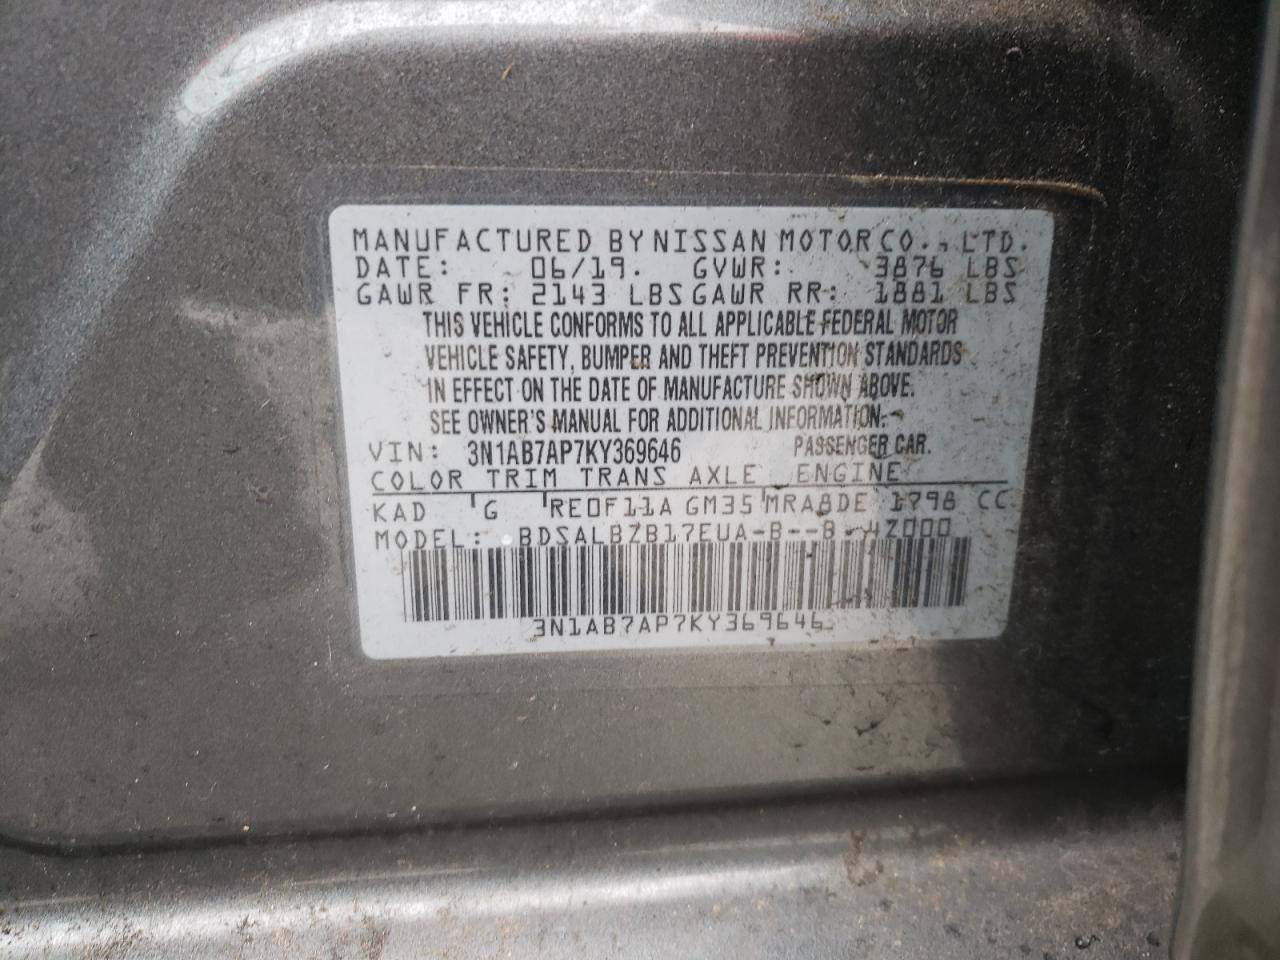 MANUFACTURED BY NISSAN MOTOR CO., LTD.
DATE: 06/19. GVWR: 3876 LBS
GAWR FR: 2143 LBS GAWR RR: 1881 LBS
THIS VEHICLE CONFORMS TO ALL APPLICABLE FEDERAL MOTOR
VEHICLE SAFETY, BUMPER AND THEFT PREVENTION STANDARDS
IN EFFECT ON THE DATE OF MANUFACTURE SHOWN ABOVE.
SEE OWNER'S MANUAL FOR ADDITIONAL INFORMATION.
VIN: 3N1AB7AP7KY369646 PASSENGER CAR.
COLOR TRIM TRANS AXLE ENGINE
KAD G RE0F11A GM35 MRA8DE 1798 CC
MODEL: BDSALBZB17EUA-B--B-4Z000
3N1AB7AP7KY369646